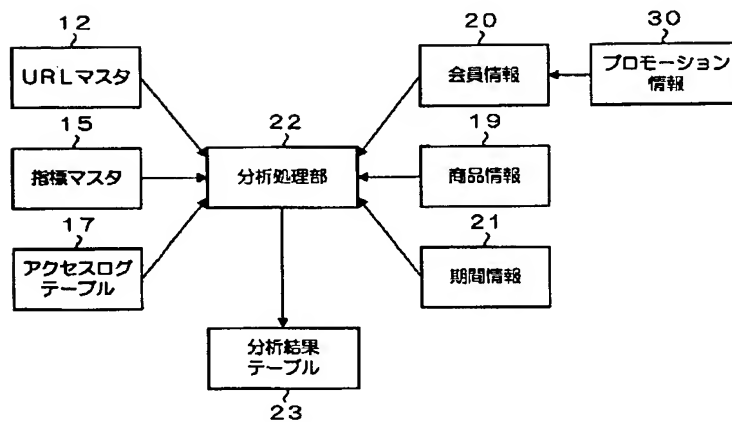 12
URLマスタ
15
指標マスタ
17
アクセスログ
テーブル
22
分析処理部
分析結果
テーブル
23
20
会員情報
19
商品情報
21
期間情報
30
プロモーション
情報